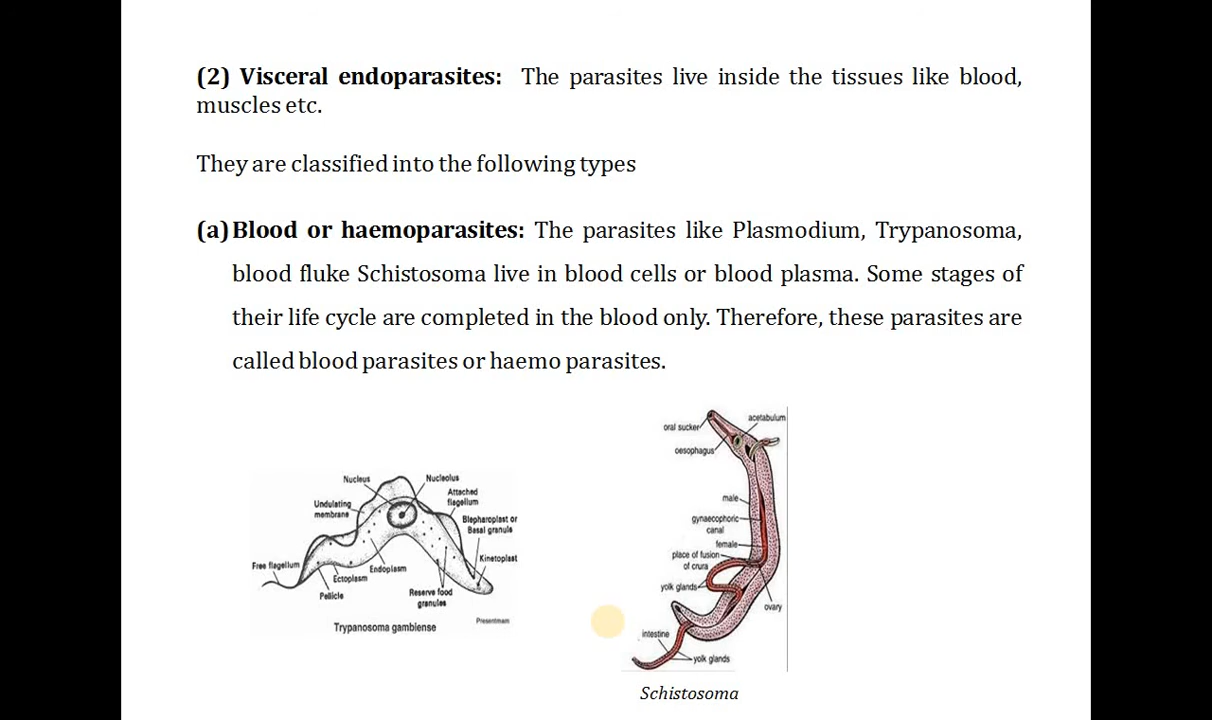 (2) Visceral endoparasites: The parasites live inside the tissues like blood,
muscles etc.
They are classified into the following types
(a) Blood or haemoparasites: The parasites like Plasmodium, Trypanosoma,
blood fluke Schistosoma live in blood cells or blood plasma. Some stages of
their life cycle are completed in the blood only. Therefore, these parasites are
called blood parasites or haemo parasites.
Nucleus
Nucleolus
Undulating
membrane
Attached
flagellum
Blepharoplast or
Basal granule
Kinetoplast
Free flagellum
Endoplasm
Ectoplasm
Pellicle
Reserve food
granules
Trypanosoma gambiense
oral sucker
acetabulum
oesophagus
male
gynaecophoric
canal
female
place of fusion
of crura
yolk glands
ovary
intestine
yolk glands
Schistosoma